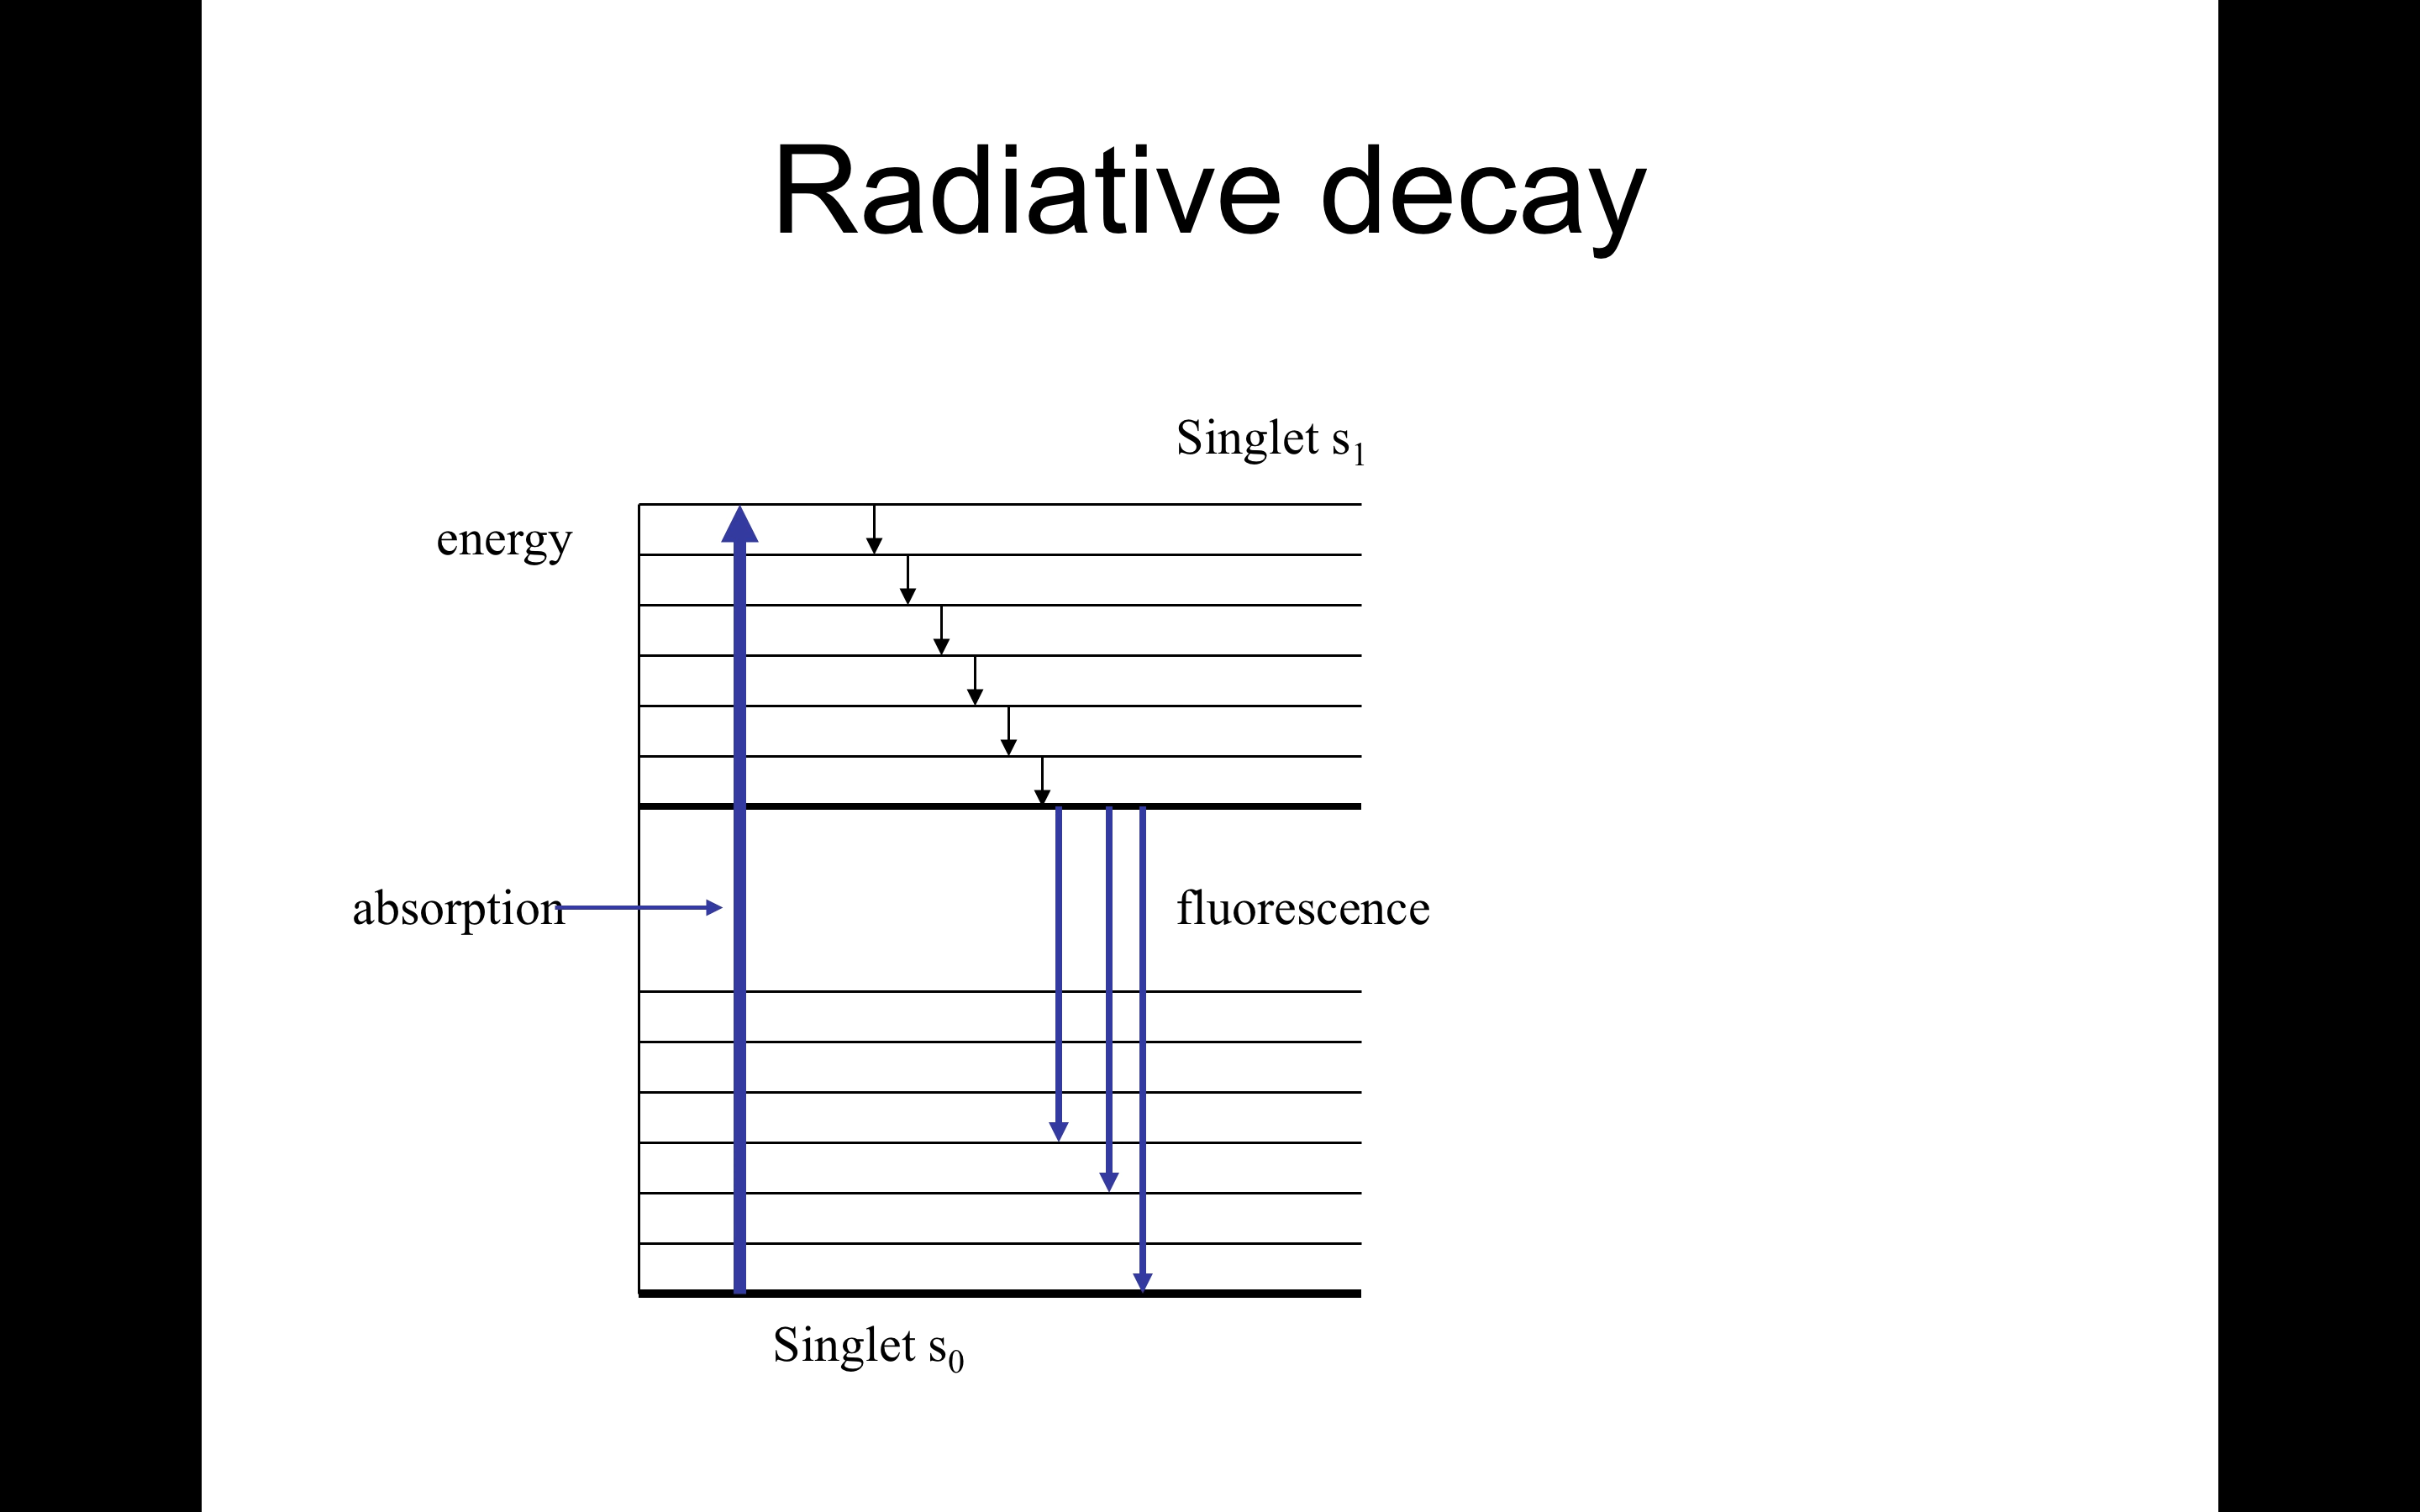 Radiative decay
Singlet s₁
energy
absorption
fluorescence
Singlet s₀